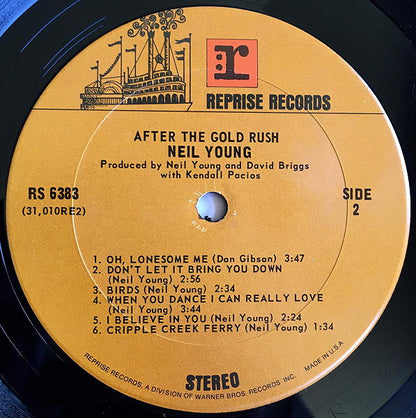 r:
REPRISE RECORDS
AFTER THE GOLD RUSH
NEIL YOUNG
Produced by Neil Young and David Briggs
with Kendall Pacios
RS 6383
(31,010RE2)
SIDE
2
1. OH, LONESOME ME (Don Gibson) 3:47
2. DON'T LET IT BRING YOU DOWN
(Neil Young) 2:56
3. BIRDS (Neil Young) 2:34
4. WHEN YOU DANCE I CAN REALLY LOVE
(Neil Young) 3:44
5. I BELIEVE IN YOU (Neil Young) 2:24
6. CRIPPLE CREEK FERRY (Neil Young) 1:34
STEREO
REPRISE RECORDS, A DIVISION OF WARNER BROS. RECORDS INC.
MADE IN U.S.A.